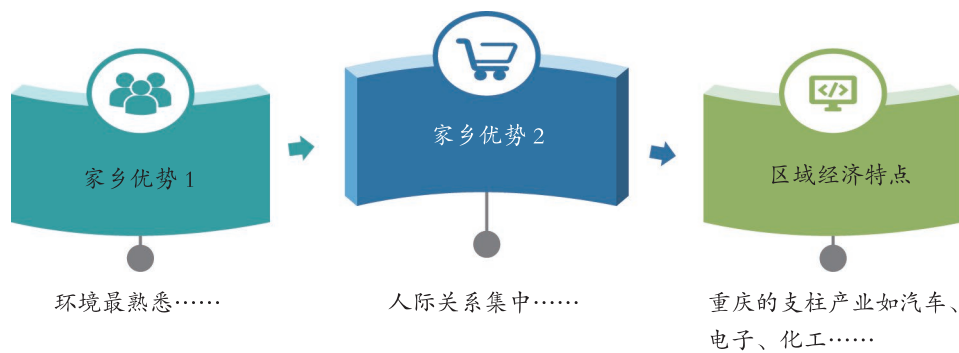 家乡优势1
环境最熟悉……
家乡优势2
人际关系集中……
</>
区域经济特点
重庆的支柱产业如汽车、
电子、化工……